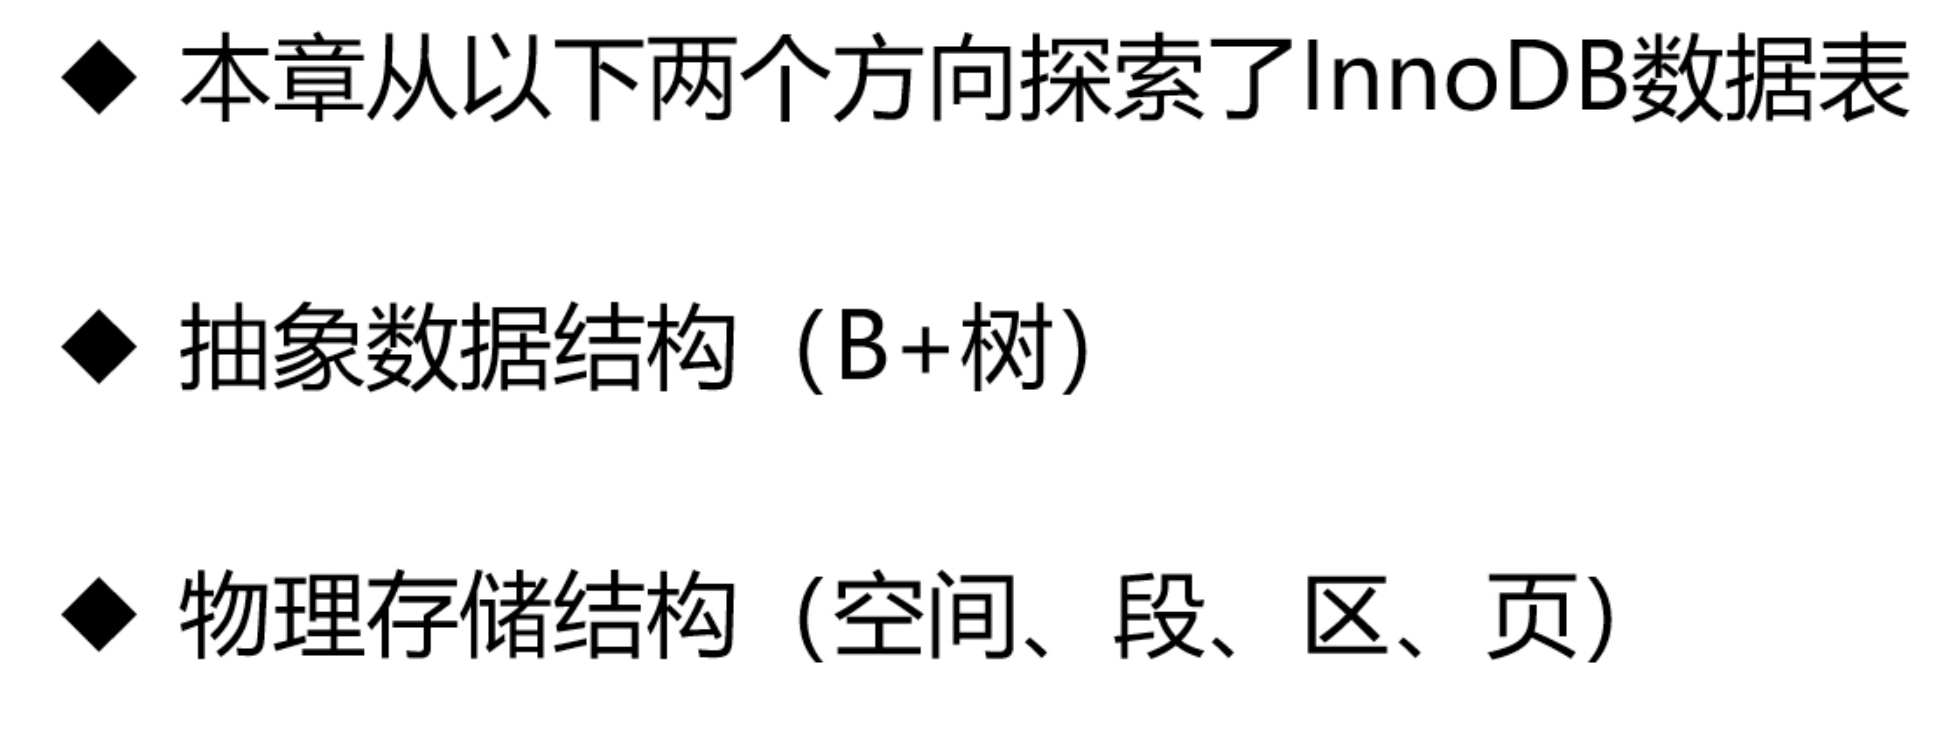 ◆ 本章从以下两个方向探索了InnoDB数据表
◆ 抽象数据结构（B+树）
◆ 物理存储结构（空间、段、区、页）